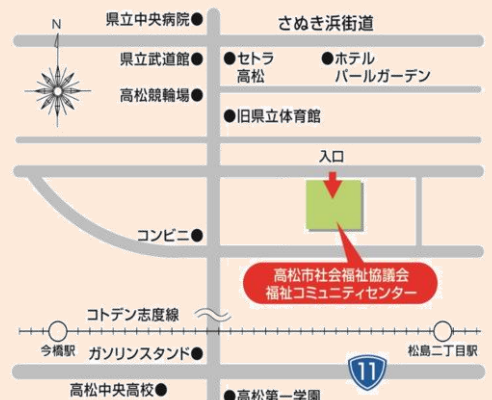 N
県立中央病院
さぬき浜街道
県立武道館
セトラ
高松
ホテル
パールガーデン
高松競輪場
旧県立体育館
入口
コンビニ
高松市社会福祉協議会
福祉コミュニティセンター
コトデン志度線
今橋駅
松島二丁目駅
ガソリンスタンド
11
高松中央高校
高松第一学園